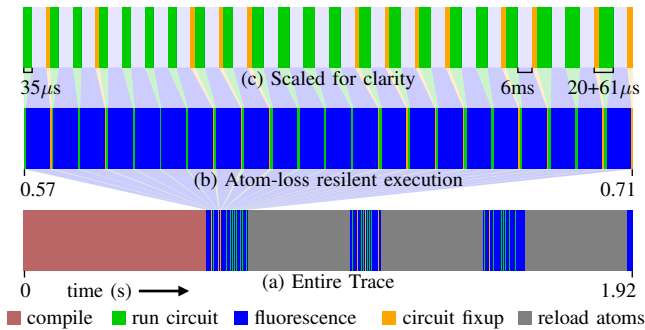 (c) Scaled for clarity
35μs 6ms 20+61μs
(b) Atom-loss resilent execution
0.57 0.71
(a) Entire Trace
0 time (s) 1.92
compile run circuit fluorescence circuit fixup reload atoms